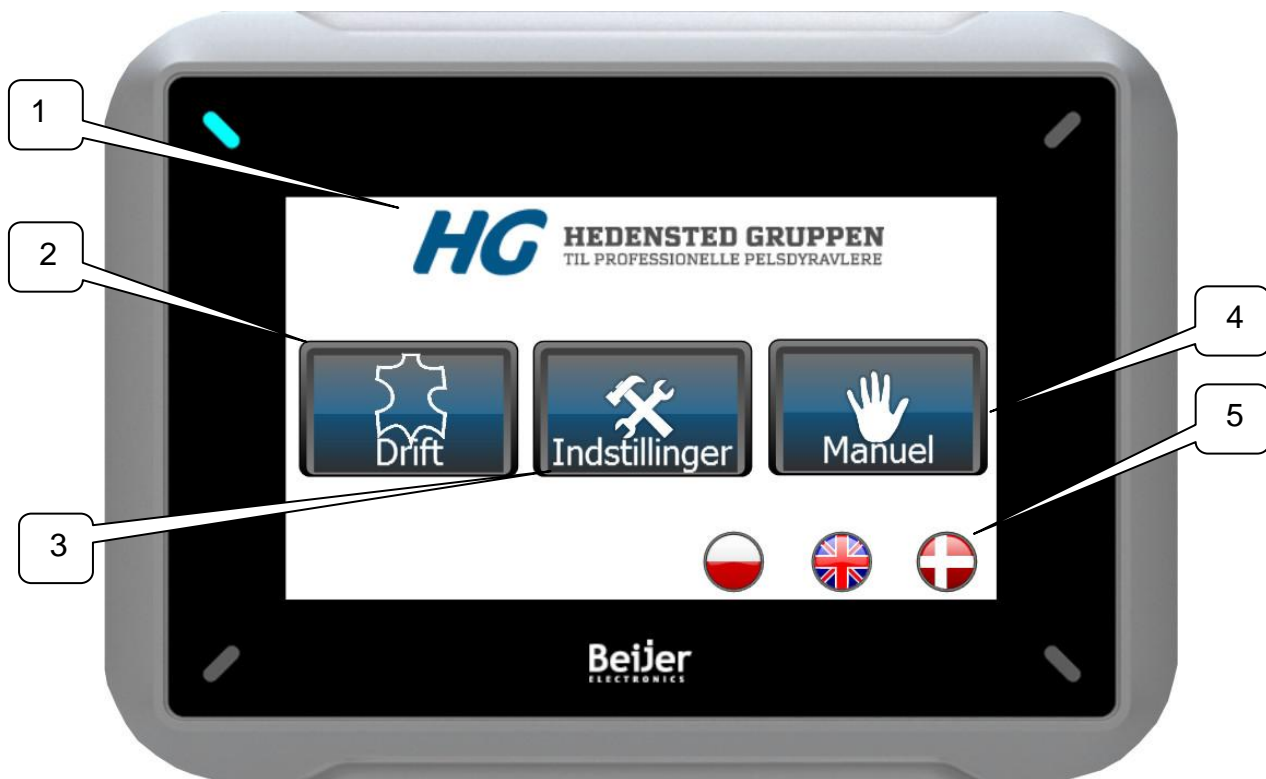 1
HG HEDENSTED GRUPPEN
TIL PROFESSIONELLE PELSDYRAVLERE
2
4
Drift
Indstillinger
Manuel
5
3
Beijer
ELECTRONICS